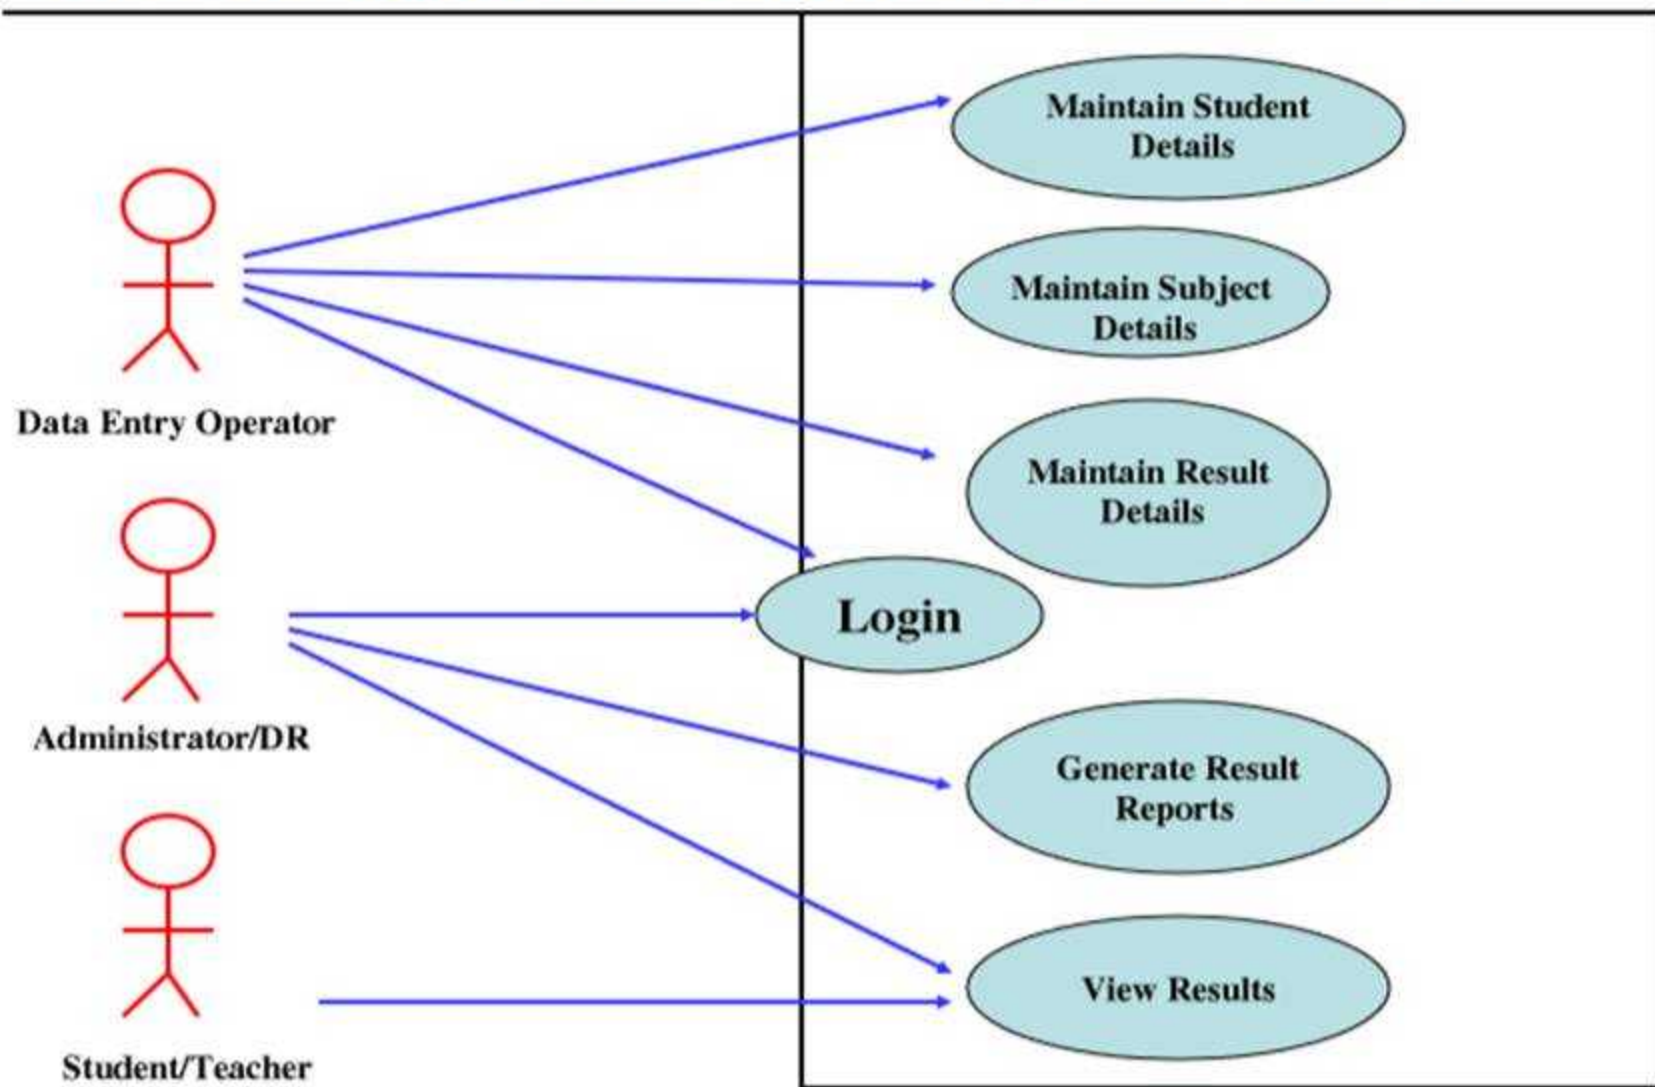 Maintain Student
Details
Maintain Subject
Details
Data Entry Operator
Maintain Result
Details
Login
Administrator/DR
Generate Result
Reports
View Results
Student/Teacher